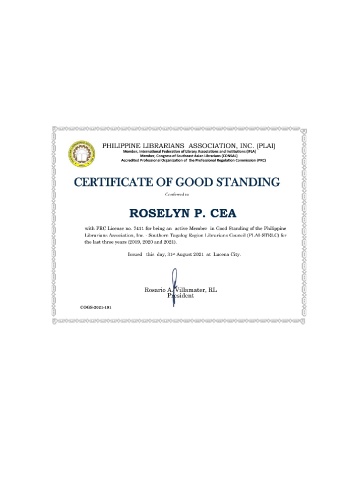 PHILIPPINE LIBRARIANS ASSOCIATION, INC. (PLAI)
Member, International Federation of Library Associations and Institutions (IFLA)
Member, Congress of Southeast Asian Librarians (CONSAL)
Accredited Professional Organization of the Professional Regulation Commission (PRC)
CERTIFICATE OF GOOD STANDING
Conferred to
ROSELYN P. CEA
with PRC License no. 7411 for being an active Member in Good Standing of the Philippine
Librarians Association, Inc. - Southern Tagalog Region Librarians Council (PLAI-STRLC) for
the last three years (2019, 2020 and 2021).
Issued this day, 31st August 2021 at Lucena City.
Rosario A. Villamater, RL
President
COGS-2021-191